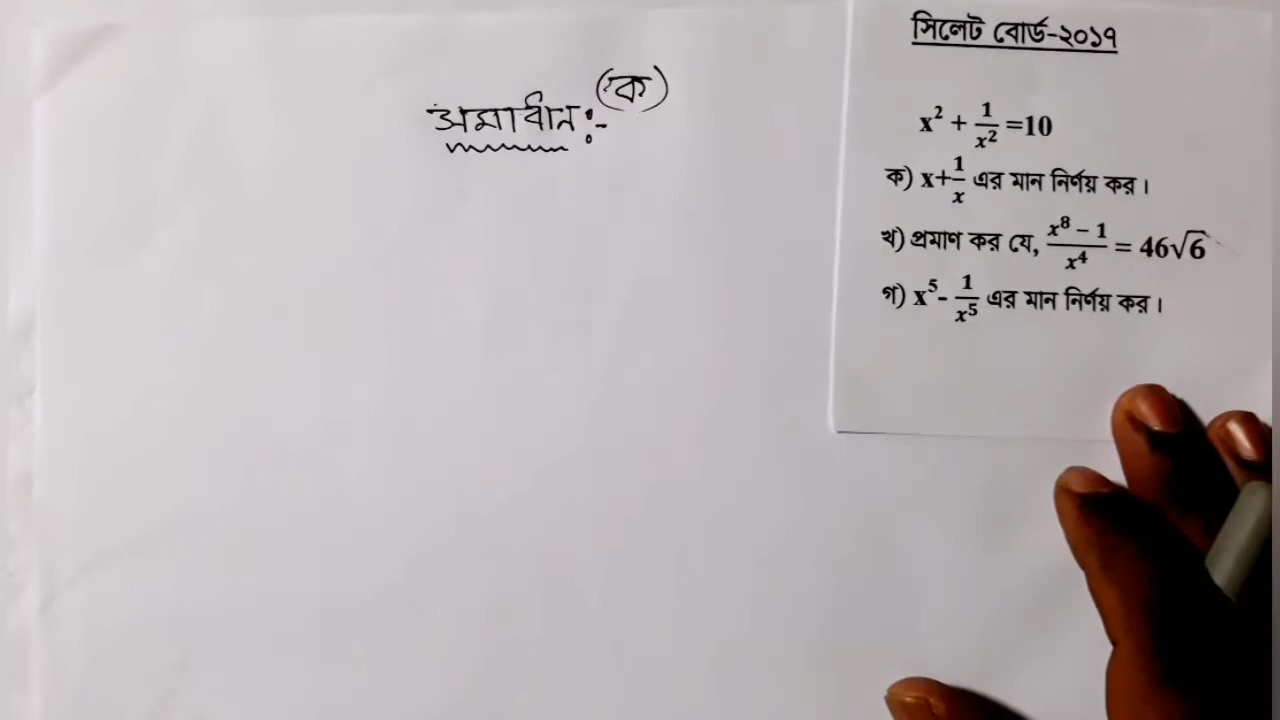 সমাধান :- (ক)
সিলেট বোর্ড-২০১৭
x² + 1/x² =10
ক) x+1/x এর মান নির্ণয় কর।
খ) প্রমাণ কর যে, (x⁸ – 1)/x⁴ = 46√6
গ) x⁵- 1/x⁵ এর মান নির্ণয় কর।